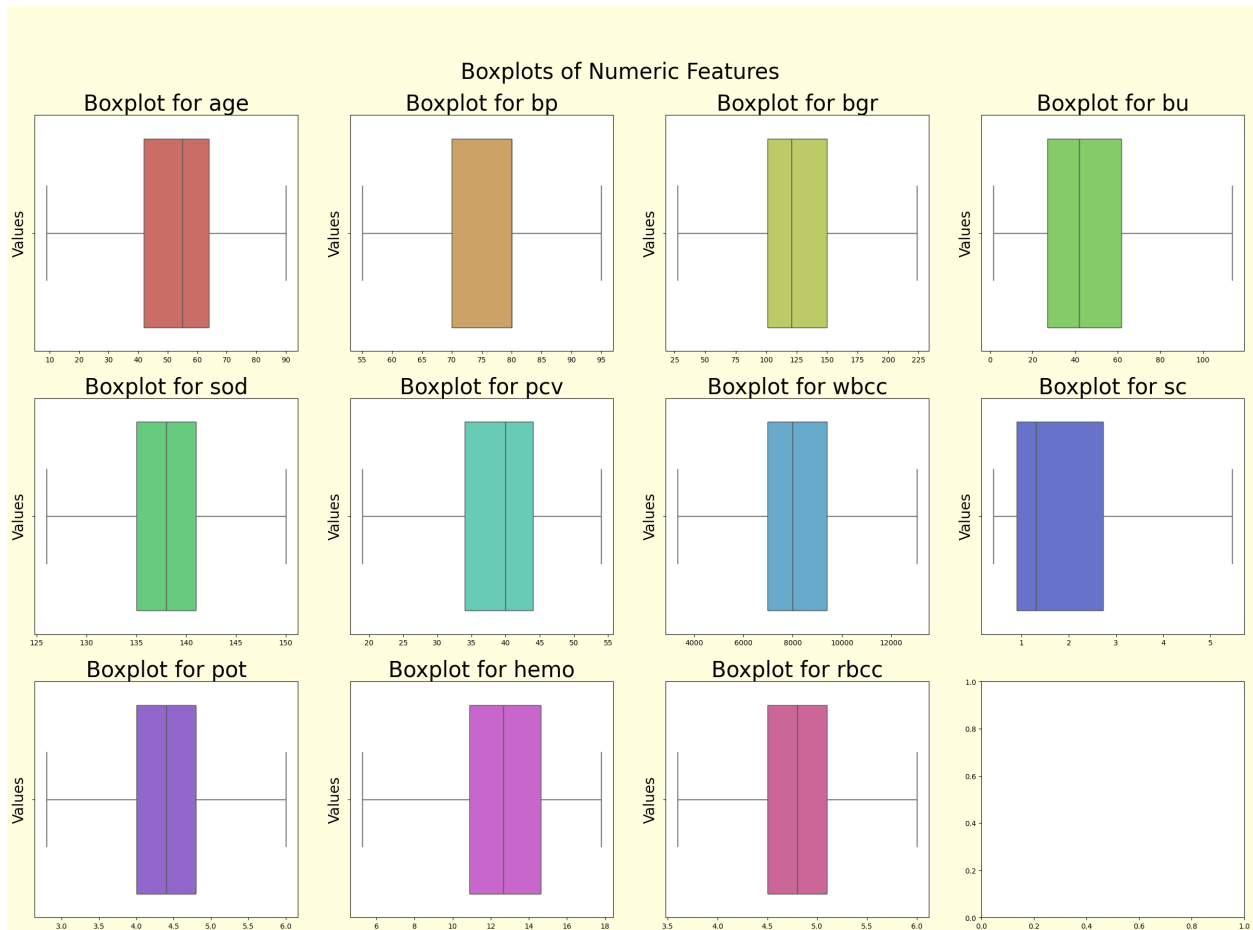 Boxplots of Numeric Features
Boxplot for age Boxplot for bp Boxplot for bgr Boxplot for bu
Values Values Values Values
10 20 30 40 50 60 70 80 90 55 60 65 70 75 80 85 90 95 25 50 75 100 125 150 175 200 225 0 20 40 60 80 100
Boxplot for sod Boxplot for pcv Boxplot for wbcc Boxplot for sc
Values Values Values Values
125 130 135 140 145 150 20 25 30 35 40 45 50 55 4000 6000 8000 10000 12000 1 2 3 4 5
Boxplot for pot Boxplot for hemo Boxplot for rbcc
1.0
0.8
0.6
Values Values Values
0.4
0.2
0.0
3.0 3.5 4.0 4.5 5.0 5.5 6.0 6 8 10 12 14 16 18 3.5 4.0 4.5 5.0 5.5 6.0 0.0 0.2 0.4 0.6 0.8 1.0